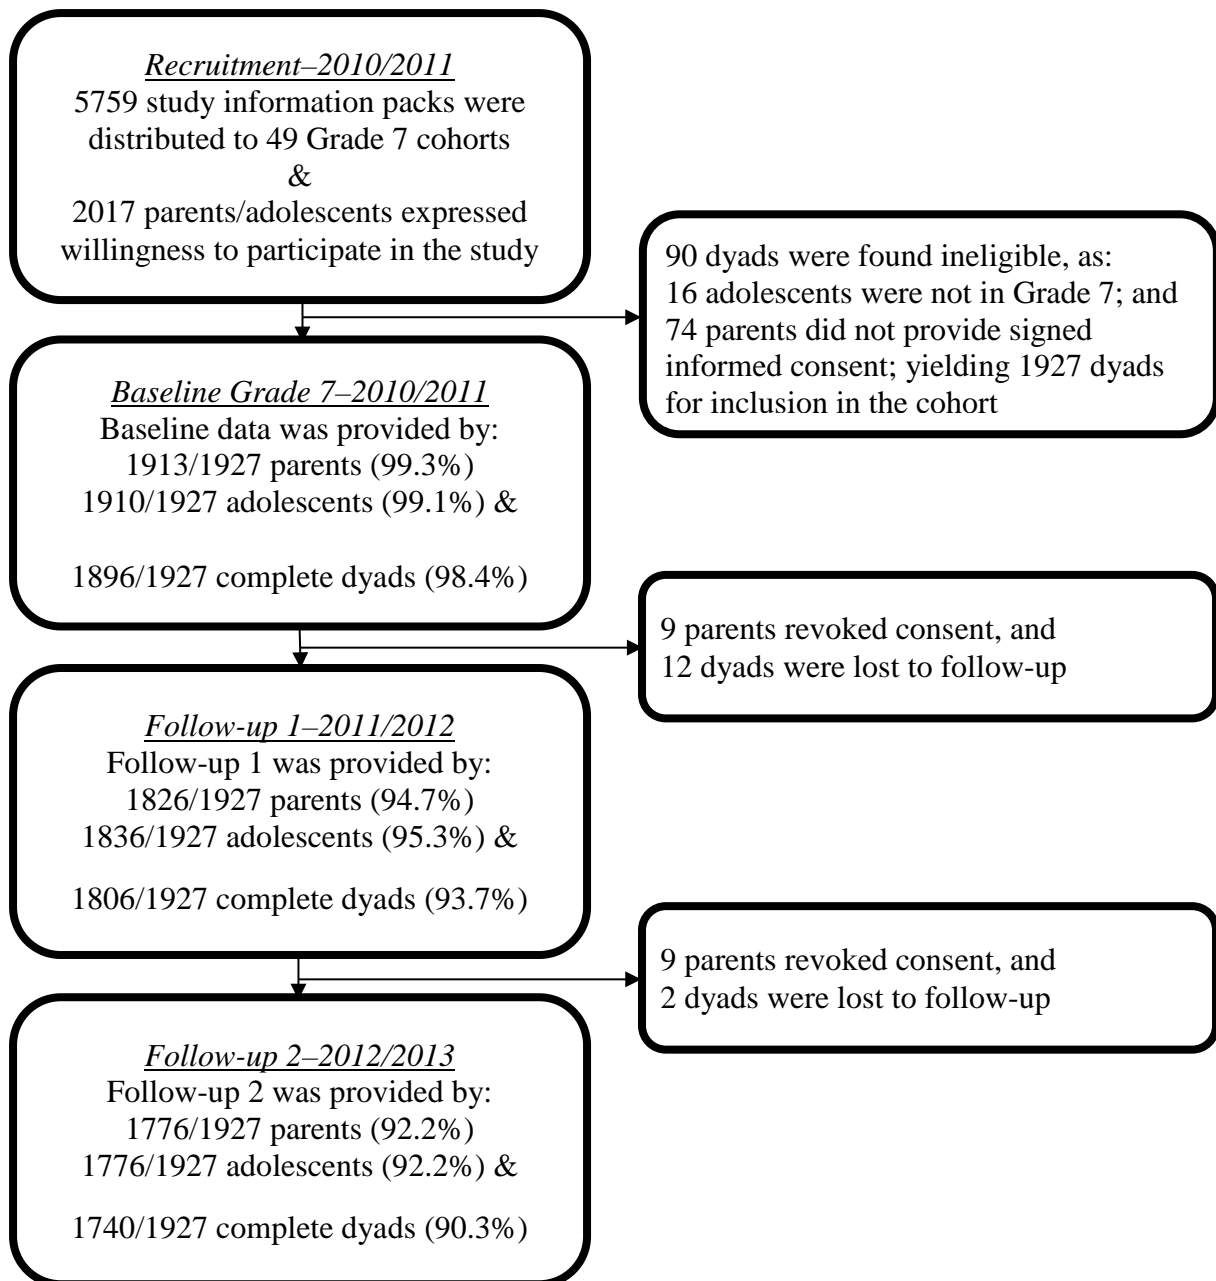 Recruitment–2010/2011
5759 study information packs were
distributed to 49 Grade 7 cohorts
&
2017 parents/adolescents expressed
willingness to participate in the study
90 dyads were found ineligible, as:
16 adolescents were not in Grade 7; and
74 parents did not provide signed
informed consent; yielding 1927 dyads
for inclusion in the cohort
Baseline Grade 7–2010/2011
Baseline data was provided by:
1913/1927 parents (99.3%)
1910/1927 adolescents (99.1%) &
1896/1927 complete dyads (98.4%)
9 parents revoked consent, and
12 dyads were lost to follow-up
Follow-up 1–2011/2012
Follow-up 1 was provided by:
1826/1927 parents (94.7%)
1836/1927 adolescents (95.3%) &
1806/1927 complete dyads (93.7%)
9 parents revoked consent, and
2 dyads were lost to follow-up
Follow-up 2–2012/2013
Follow-up 2 was provided by:
1776/1927 parents (92.2%)
1776/1927 adolescents (92.2%) &
1740/1927 complete dyads (90.3%)